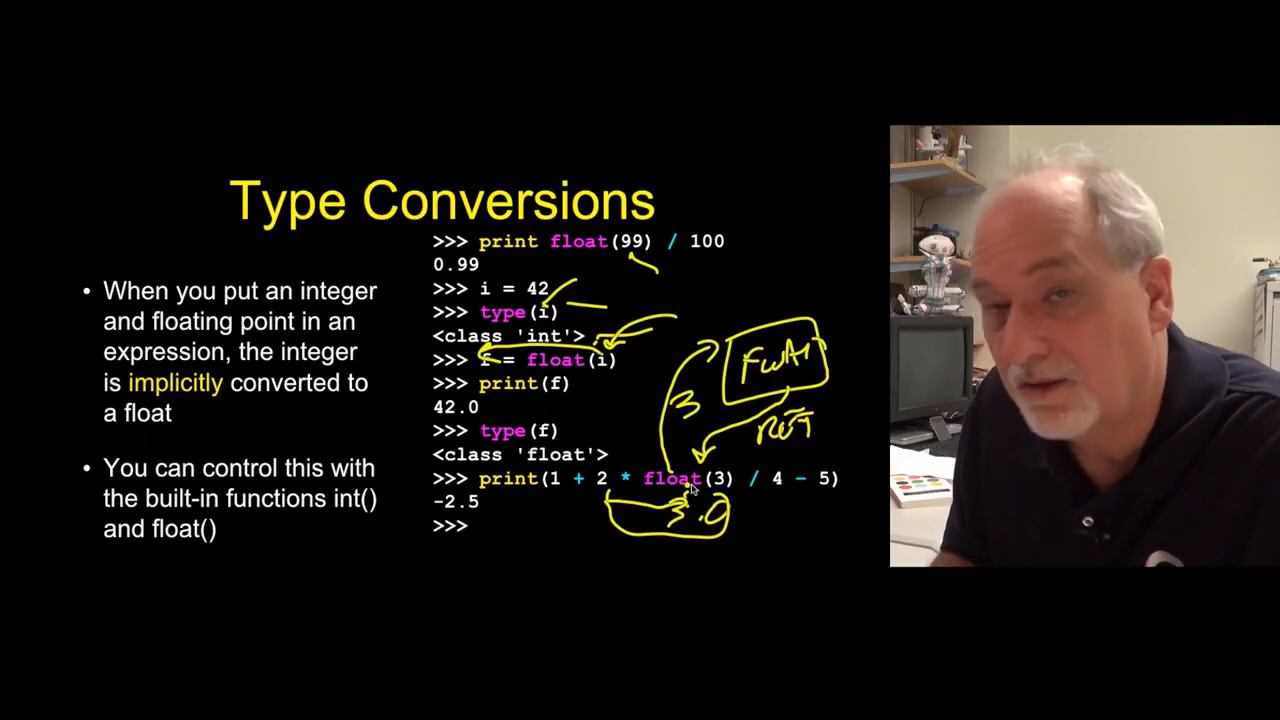 Type Conversions
• When you put an integer
and floating point in an
expression, the integer
is implicitly converted to
a float
• You can control this with
the built-in functions int()
and float()
>>> print float(99) / 100
0.99
>>> i = 42
>>> type(i)
<class 'int'>
>>> f = float(i)
>>> print(f)
42.0
>>> type(f)
<class 'float'>
>>> print(1 + 2 * float(3) / 4 - 5)
-2.5
>>>
3
3.0